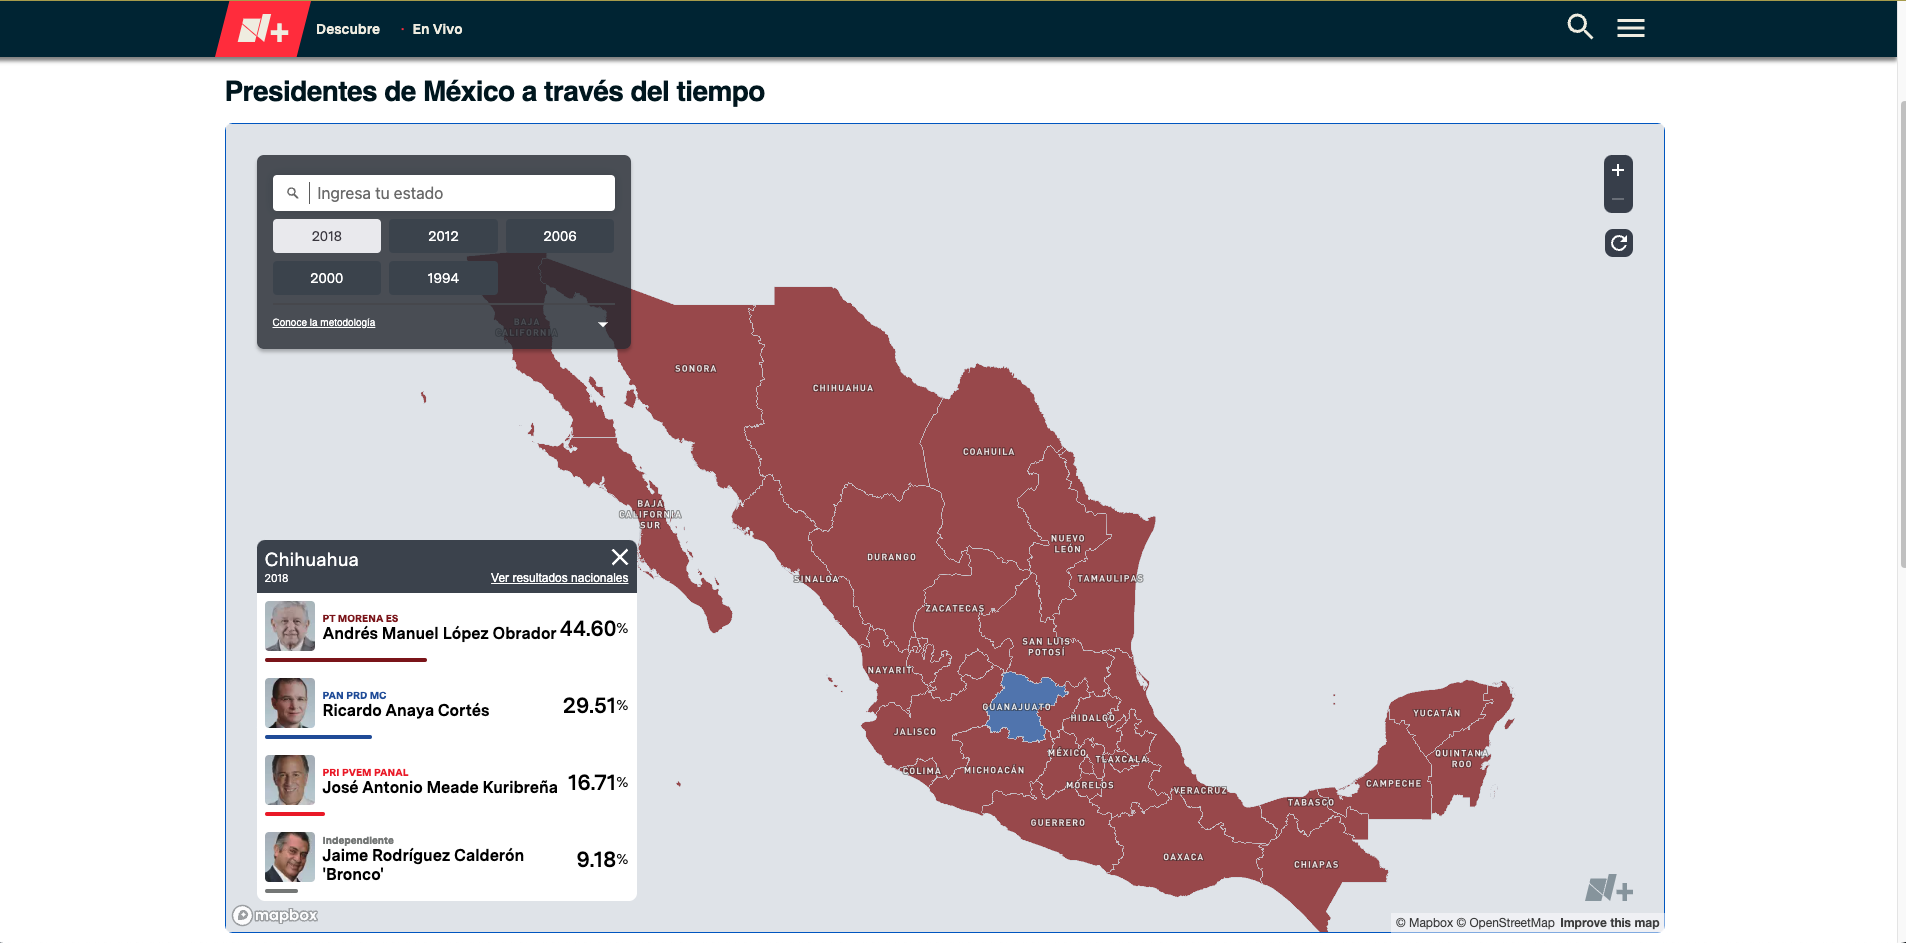 Descubre · En Vivo
Presidentes de México a través del tiempo
Ingresa tu estado
2018 2012 2006
2000 1994
Conoce la metodología
BAJA
CALIFORNIA
SONORA
CHIHUAHUA
COAHUILA
BAJA
CALIFORNIA
SUR
NUEVO
LEÓN
DURANGO
SINALOA
TAMAULIPAS
ZACATECAS
SAN LUIS
POTOSÍ
NAYARIT
GUANAJUATO
HIDALGO
YUCATÁN
JALISCO
MÉXICO
TLAXCALA
QUINTANA
ROO
COLIMA
MICHOACÁN
MORELOS
CAMPECHE
VERACRUZ
TABASCO
GUERRERO
OAXACA
CHIAPAS
Chihuahua
2018
Ver resultados nacionales
PT MORENA ES
Andrés Manuel López Obrador 44.60%
PAN PRD MC
Ricardo Anaya Cortés 29.51%
PRI PVEM PANAL
José Antonio Meade Kuribreña 16.71%
Independiente
Jaime Rodríguez Calderón
'Bronco' 9.18%
mapbox
© Mapbox © OpenStreetMap Improve this map